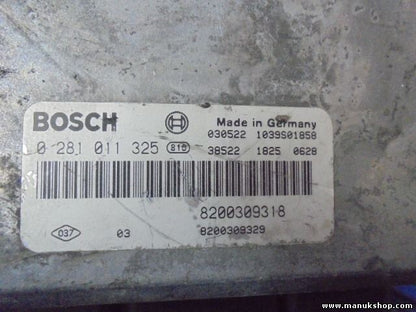 BOSCH
Made in Germany
030522 1039S01858
0 281 011 325 810
38522 1825 0628
8200309318
037 03 8200309329
www.manukshop.com